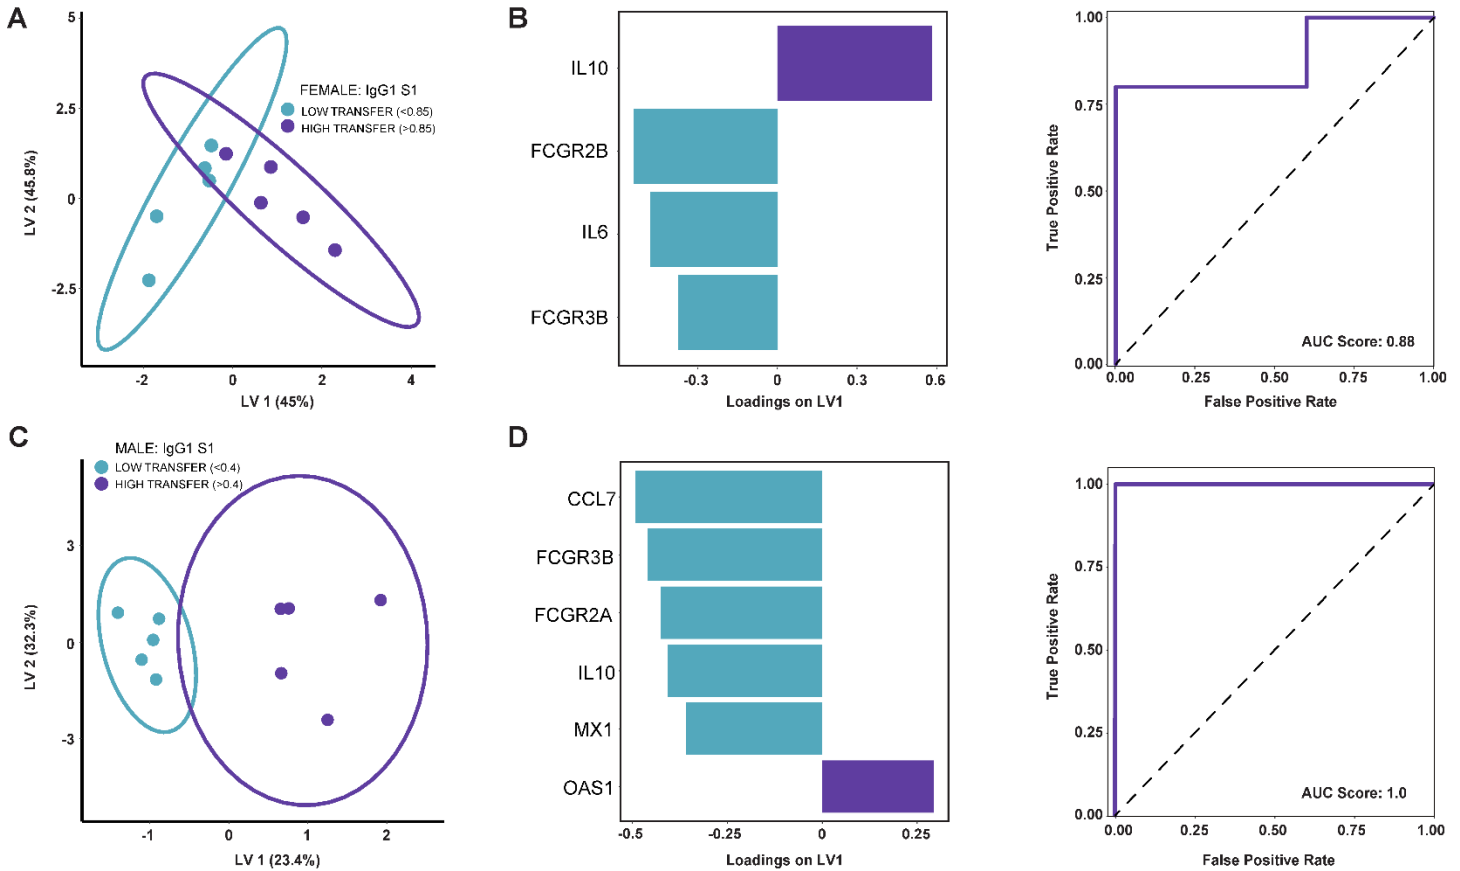 A
5
2.5
0
-2.5
-2
0
2
4
LV 2 (45.8%)
LV 1 (45%)
FEMALE: IgG1 S1
LOW TRANSFER (<0.85)
HIGH TRANSFER (>0.85)
B
IL10
FCGR2B
IL6
FCGR3B
-0.3
0
0.3
0.6
Loadings on LV1
1.00
0.75
0.50
0.25
0.00
0.00
0.25
0.50
0.75
1.00
True Positive Rate
False Positive Rate
AUC Score: 0.88
C
MALE: IgG1 S1
LOW TRANSFER (<0.4)
HIGH TRANSFER (>0.4)
3
0
-3
-1
0
1
2
LV 2 (32.3%)
LV 1 (23.4%)
D
CCL7
FCGR3B
FCGR2A
IL10
MX1
OAS1
-0.5
-0.25
0
0.25
Loadings on LV1
1.00
0.75
0.50
0.25
0.00
0.00
0.25
0.50
0.75
1.00
True Positive Rate
False Positive Rate
AUC Score: 1.0